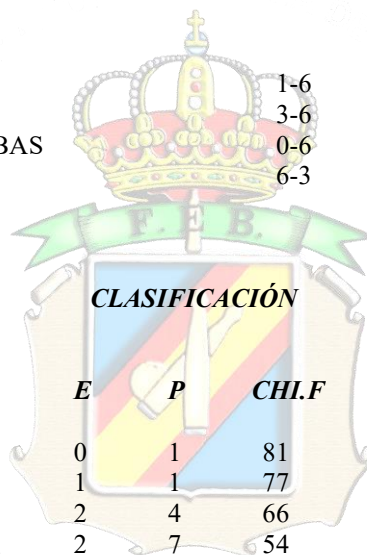 1-6
3-6
BAS 0-6
6-3
F. E B.
CLASIFICACIÓN
E P CHI.F
0 1 81
1 1 77
2 4 66
2 7 54